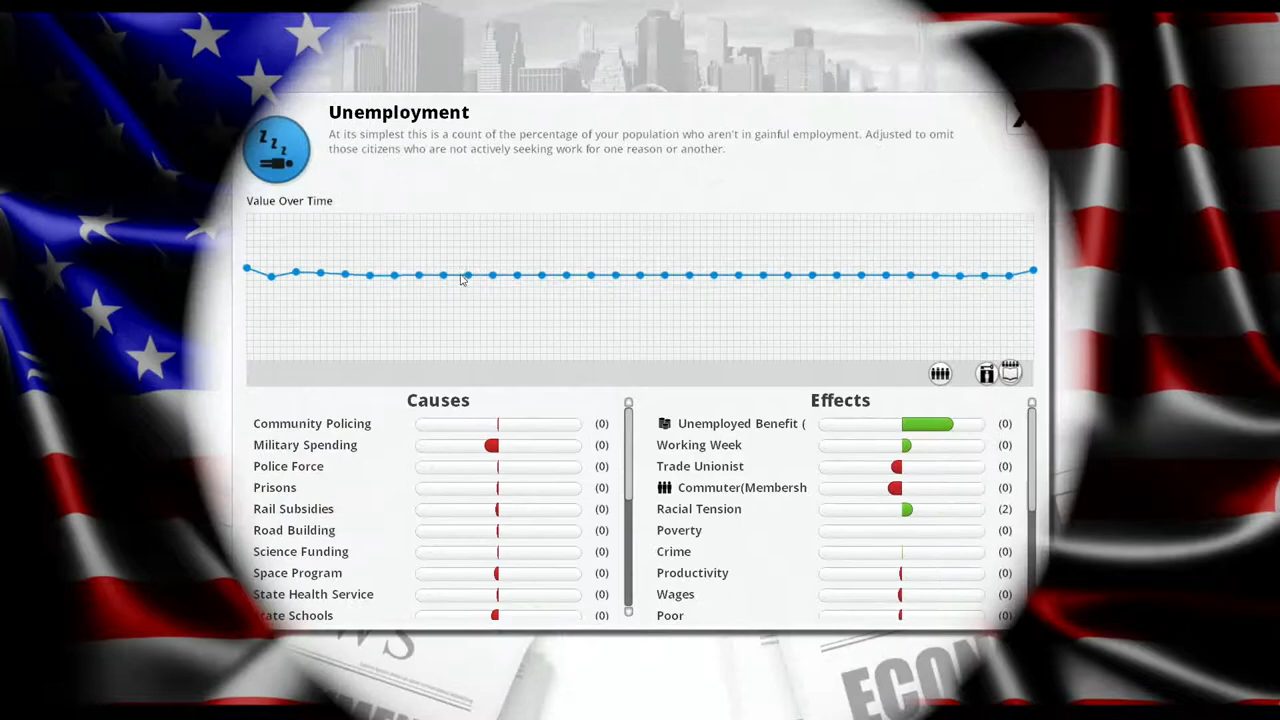 Unemployment
At its simplest this is a count of the percentage of your population who aren't in gainful employment. Adjusted to omit
those citizens who are not actively seeking work for one reason or another.
Value Over Time
Causes
Community Policing (0)
Military Spending (0)
Police Force (0)
Prisons (0)
Rail Subsidies (0)
Road Building (0)
Science Funding (0)
Space Program (0)
State Health Service (0)
State Schools (0)
Effects
Unemployed Benefit ( (0)
Working Week (0)
Trade Unionist (0)
Commuter(Membersh (0)
Racial Tension (2)
Poverty (0)
Crime (0)
Productivity (0)
Wages (0)
Poor (0)
ECON